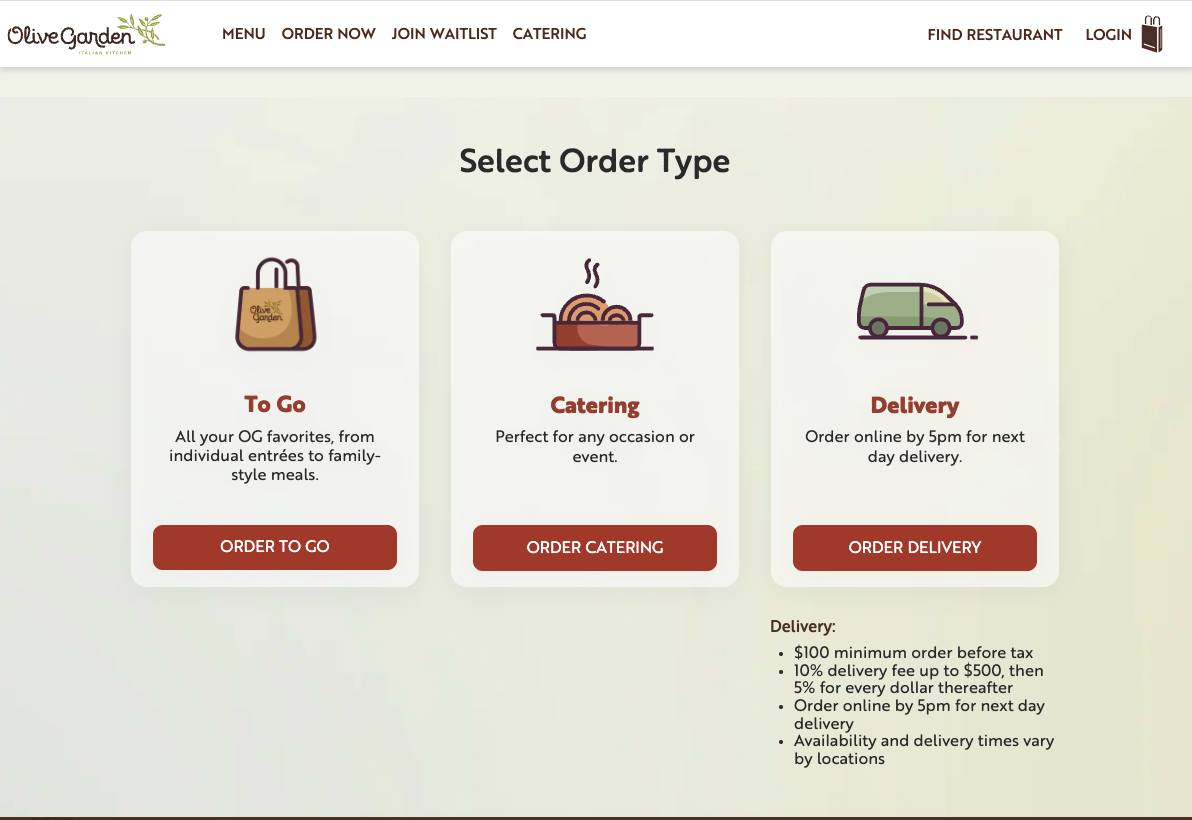 Olive Garden
ITALIAN KITCHEN
MENU ORDER NOW JOIN WAITLIST CATERING
FIND RESTAURANT LOGIN
Select Order Type
Olive
Garden
To Go
All your OG favorites, from
individual entrées to family-
style meals.
ORDER TO GO
Catering
Perfect for any occasion or
event.
ORDER CATERING
Delivery
Order online by 5pm for next
day delivery.
ORDER DELIVERY
Delivery:
• $100 minimum order before tax
• 10% delivery fee up to $500, then
5% for every dollar thereafter
• Order online by 5pm for next day
delivery
• Availability and delivery times vary
by locations